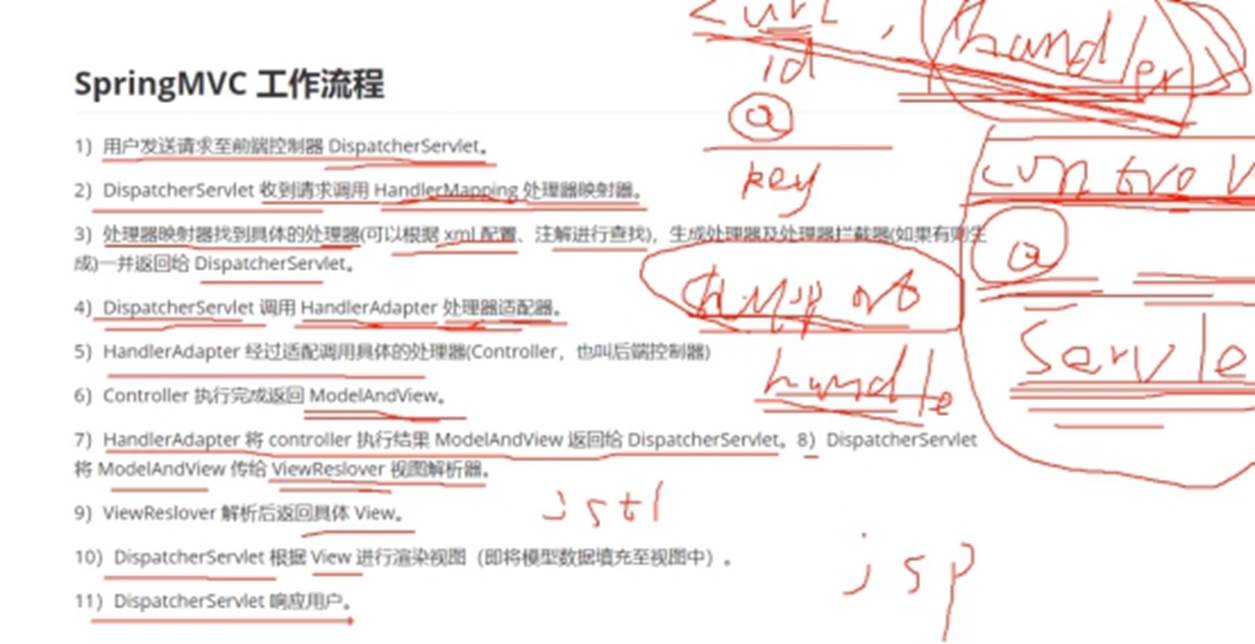 <url , handler
id
SpringMVC 工作流程
a
1）用户发送请求至前端控制器 DispatcherServlet。
key
2）DispatcherServlet 收到请求调用 HandlerMapping 处理器映射器。
3）处理器映射器找到具体的处理器(可以根据 xml 配置、注解进行查找)，生成处理器及处理器拦截器(如果有则生
成)一并返回给 DispatcherServlet。
a
4）DispatcherServlet 调用 HandlerAdapter 处理器适配器。
Servle
5）HandlerAdapter 经过适配调用具体的处理器(Controller，也叫后端控制器)
handle
6）Controller 执行完成返回 ModelAndView。
7）HandlerAdapter 将 controller 执行结果 ModelAndView 返回给 DispatcherServlet。8）DispatcherServlet
将 ModelAndView 传给 ViewReslover 视图解析器。
jstl
9）ViewReslover 解析后返回具体 View。
10）DispatcherServlet 根据 View 进行渲染视图（即将模型数据填充至视图中）。
jsp
11）DispatcherServlet 响应用户。